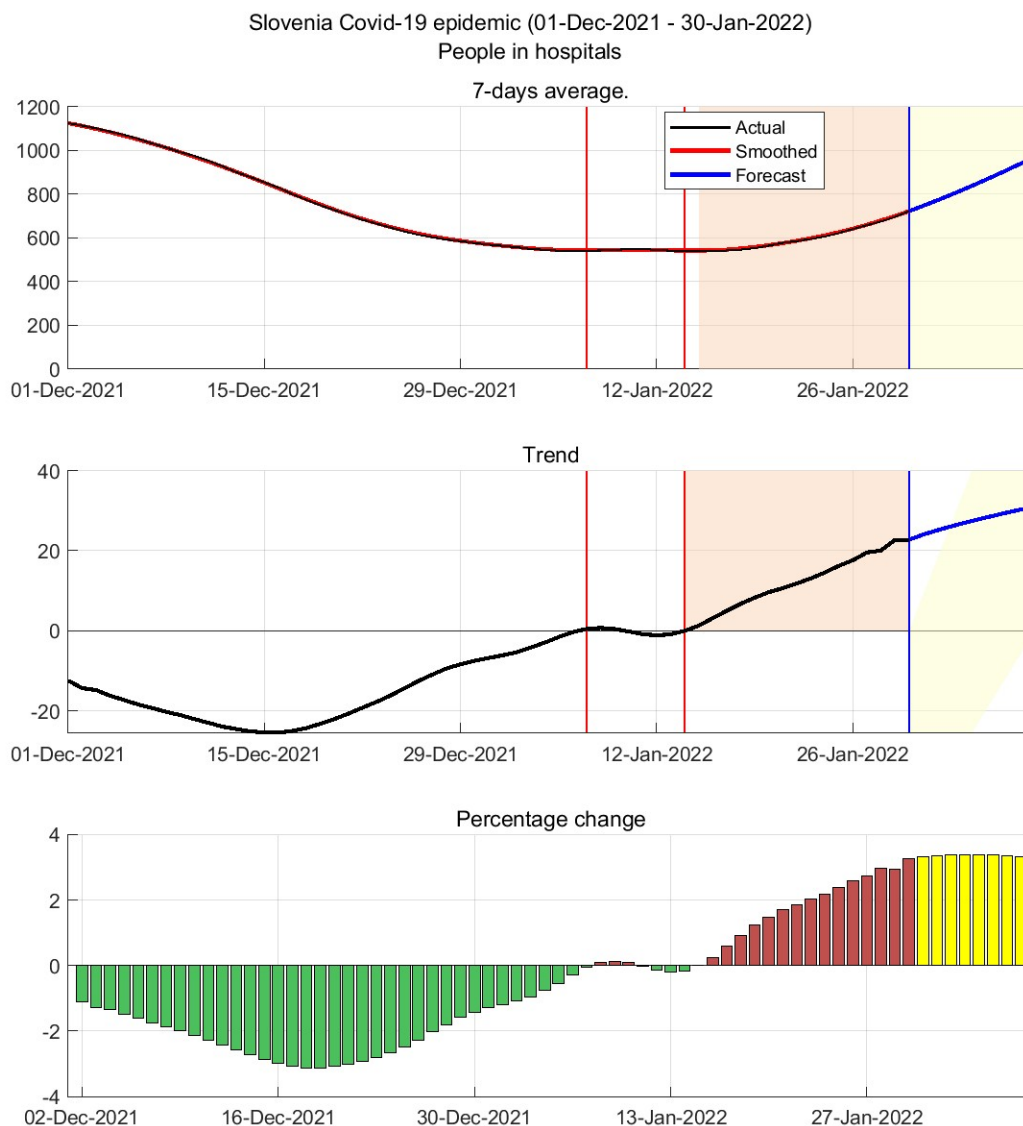 Slovenia Covid-19 epidemic (01-Dec-2021 - 30-Jan-2022)
People in hospitals
7-days average.
1200
1000
800
600
400
200
0
Actual
Smoothed
Forecast
01-Dec-2021 15-Dec-2021 29-Dec-2021 12-Jan-2022 26-Jan-2022
Trend
40
20
0
-20
01-Dec-2021 15-Dec-2021 29-Dec-2021 12-Jan-2022 26-Jan-2022
Percentage change
4
2
0
-2
-4
02-Dec-2021 16-Dec-2021 30-Dec-2021 13-Jan-2022 27-Jan-2022